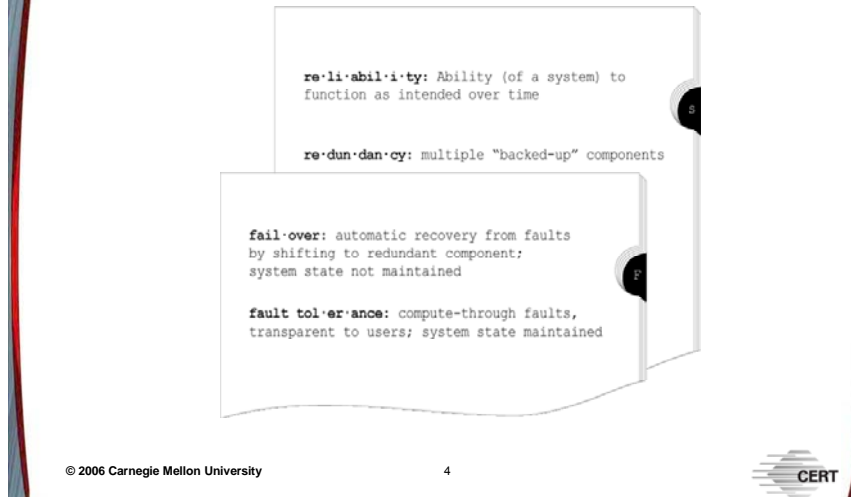 re·li·abil·i·ty: Ability (of a system) to
function as intended over time
S
re·dun·dan·cy: multiple “backed-up” components
fail·over: automatic recovery from faults
by shifting to redundant component;
system state not maintained
F
fault tol·er·ance: compute-through faults,
transparent to users; system state maintained
© 2006 Carnegie Mellon University
4
CERT